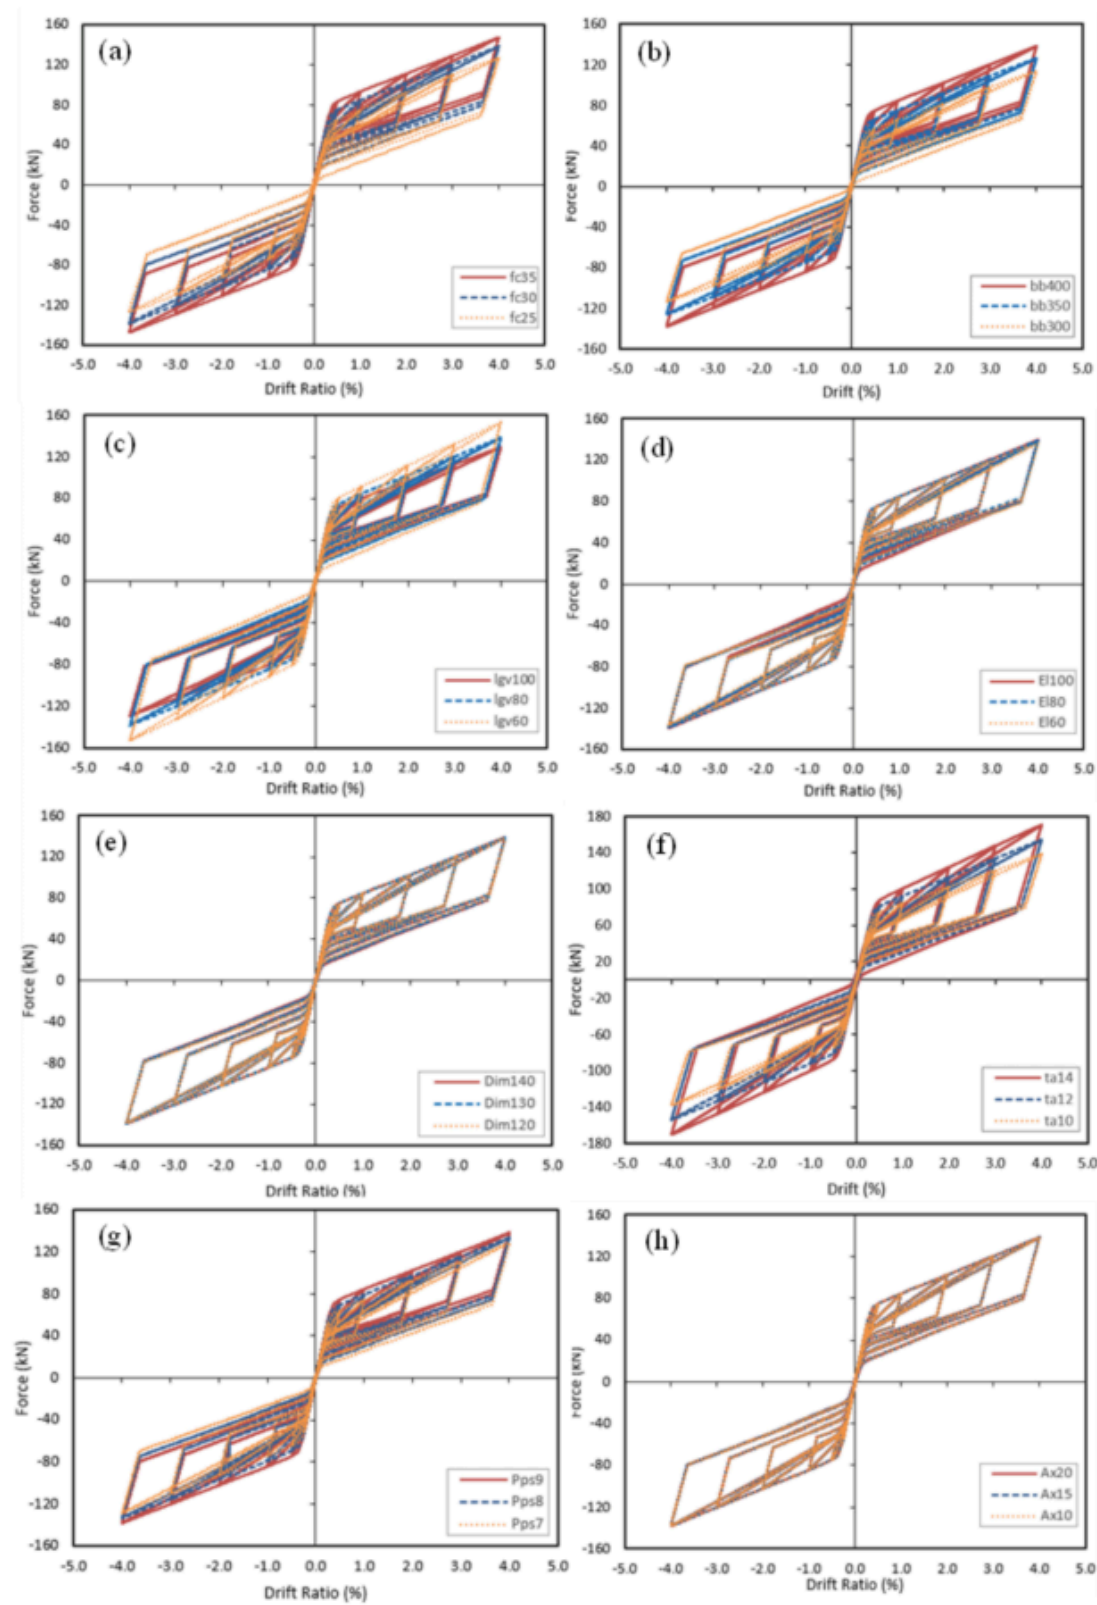 (a)
Force (kN)
160
120
80
40
0
-40
-80
-120
-160
-5.0 -4.0 -3.0 -2.0 -1.0 0.0 1.0 2.0 3.0 4.0 5.0
Drift Ratio (%)
fc35
fc30
fc25
(b)
Force (kN)
160
120
80
40
0
-40
-80
-120
-160
-5.0 -4.0 -3.0 -2.0 -1.0 0.0 1.0 2.0 3.0 4.0 5.0
Drift (%)
bb400
bb350
bb300
(c)
Force (kN)
160
120
80
40
0
-40
-80
-120
-160
-5.0 -4.0 -3.0 -2.0 -1.0 0.0 1.0 2.0 3.0 4.0 5.0
Drift Ratio (%)
lgv100
lgv80
lgv60
(d)
Force (kN)
160
120
80
40
0
-40
-80
-120
-160
-5.0 -4.0 -3.0 -2.0 -1.0 0.0 1.0 2.0 3.0 4.0 5.0
Drift Ratio (%)
El100
El80
El60
(e)
Force (kN)
160
120
80
40
0
-40
-80
-120
-160
-5.0 -4.0 -3.0 -2.0 -1.0 0.0 1.0 2.0 3.0 4.0 5.0
Drift Ratio (%)
Dim140
Dim130
Dim120
(f)
Force (kN)
180
140
100
60
20
-20
-60
-100
-140
-180
-5.0 -4.0 -3.0 -2.0 -1.0 0.0 1.0 2.0 3.0 4.0 5.0
Drift (%)
ta14
ta12
ta10
(g)
Force (kN)
160
120
80
40
0
-40
-80
-120
-160
-5.0 -4.0 -3.0 -2.0 -1.0 0.0 1.0 2.0 3.0 4.0 5.0
Drift Ratio (%)
Pps9
Pps8
Pps7
(h)
Force (kN)
160
120
80
40
0
-40
-80
-120
-160
-5.0 -4.0 -3.0 -2.0 -1.0 0.0 1.0 2.0 3.0 4.0 5.0
Drift Ratio (%)
Ax20
Ax15
Ax10